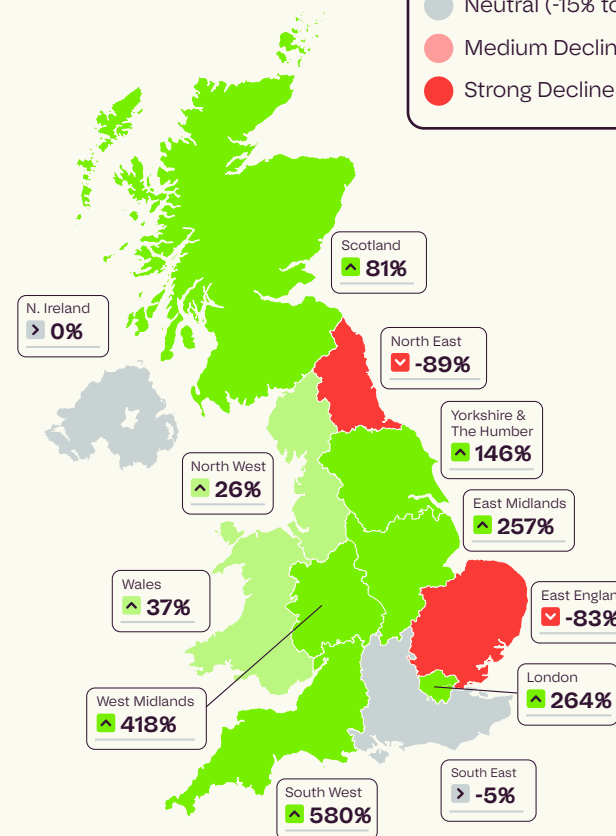 Neutral (-15% to
Medium Declin
Strong Decline
Scotland
81%
N. Ireland
0%
North East
-89%
Yorkshire &
The Humber
146%
North West
26%
East Midlands
257%
Wales
37%
East Englan
-83%
London
264%
West Midlands
418%
South East
-5%
South West
580%